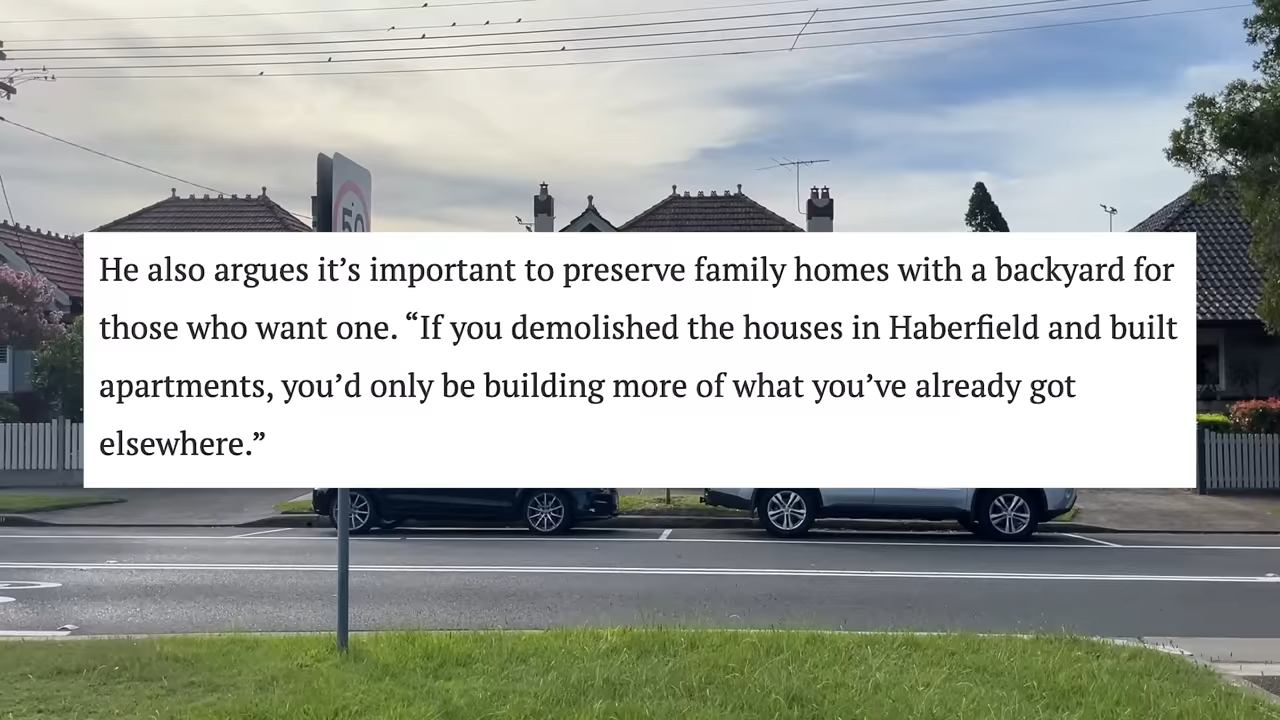 50
He also argues it’s important to preserve family homes with a backyard for
those who want one. “If you demolished the houses in Haberfield and built
apartments, you’d only be building more of what you’ve already got
elsewhere.”